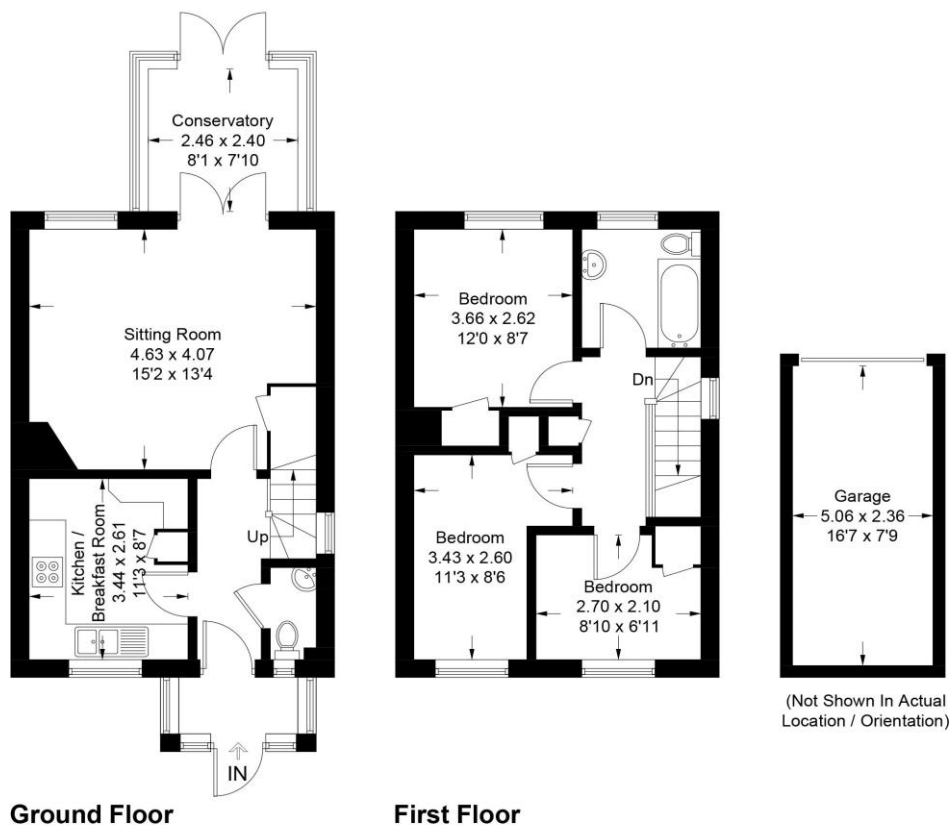 Conservatory
2.46 x 2.40
8'1 x 7'10
Sitting Room
4.63 x 4.07
15'2 x 13'4
Kitchen /
Breakfast Room
3.44 x 2.61
11'3 x 8'7
Up
IN
Ground Floor
Bedroom
3.66 x 2.62
12'0 x 8'7
Dn
Bedroom
3.43 x 2.60
11'3 x 8'6
Bedroom
2.70 x 2.10
8'10 x 6'11
First Floor
Garage
5.06 x 2.36
16'7 x 7'9
(Not Shown In Actual
Location / Orientation)